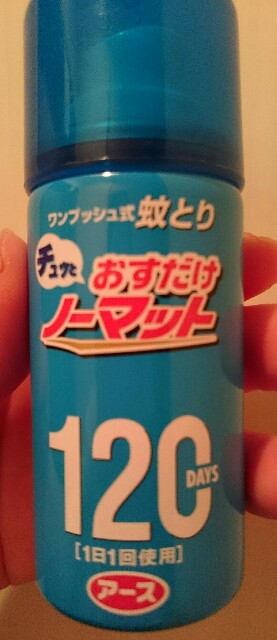 ワンプッシュ式 蚊とり
チュッと
おすだけ
ノーマット
120
DAYS
[1日1回使用]
アース